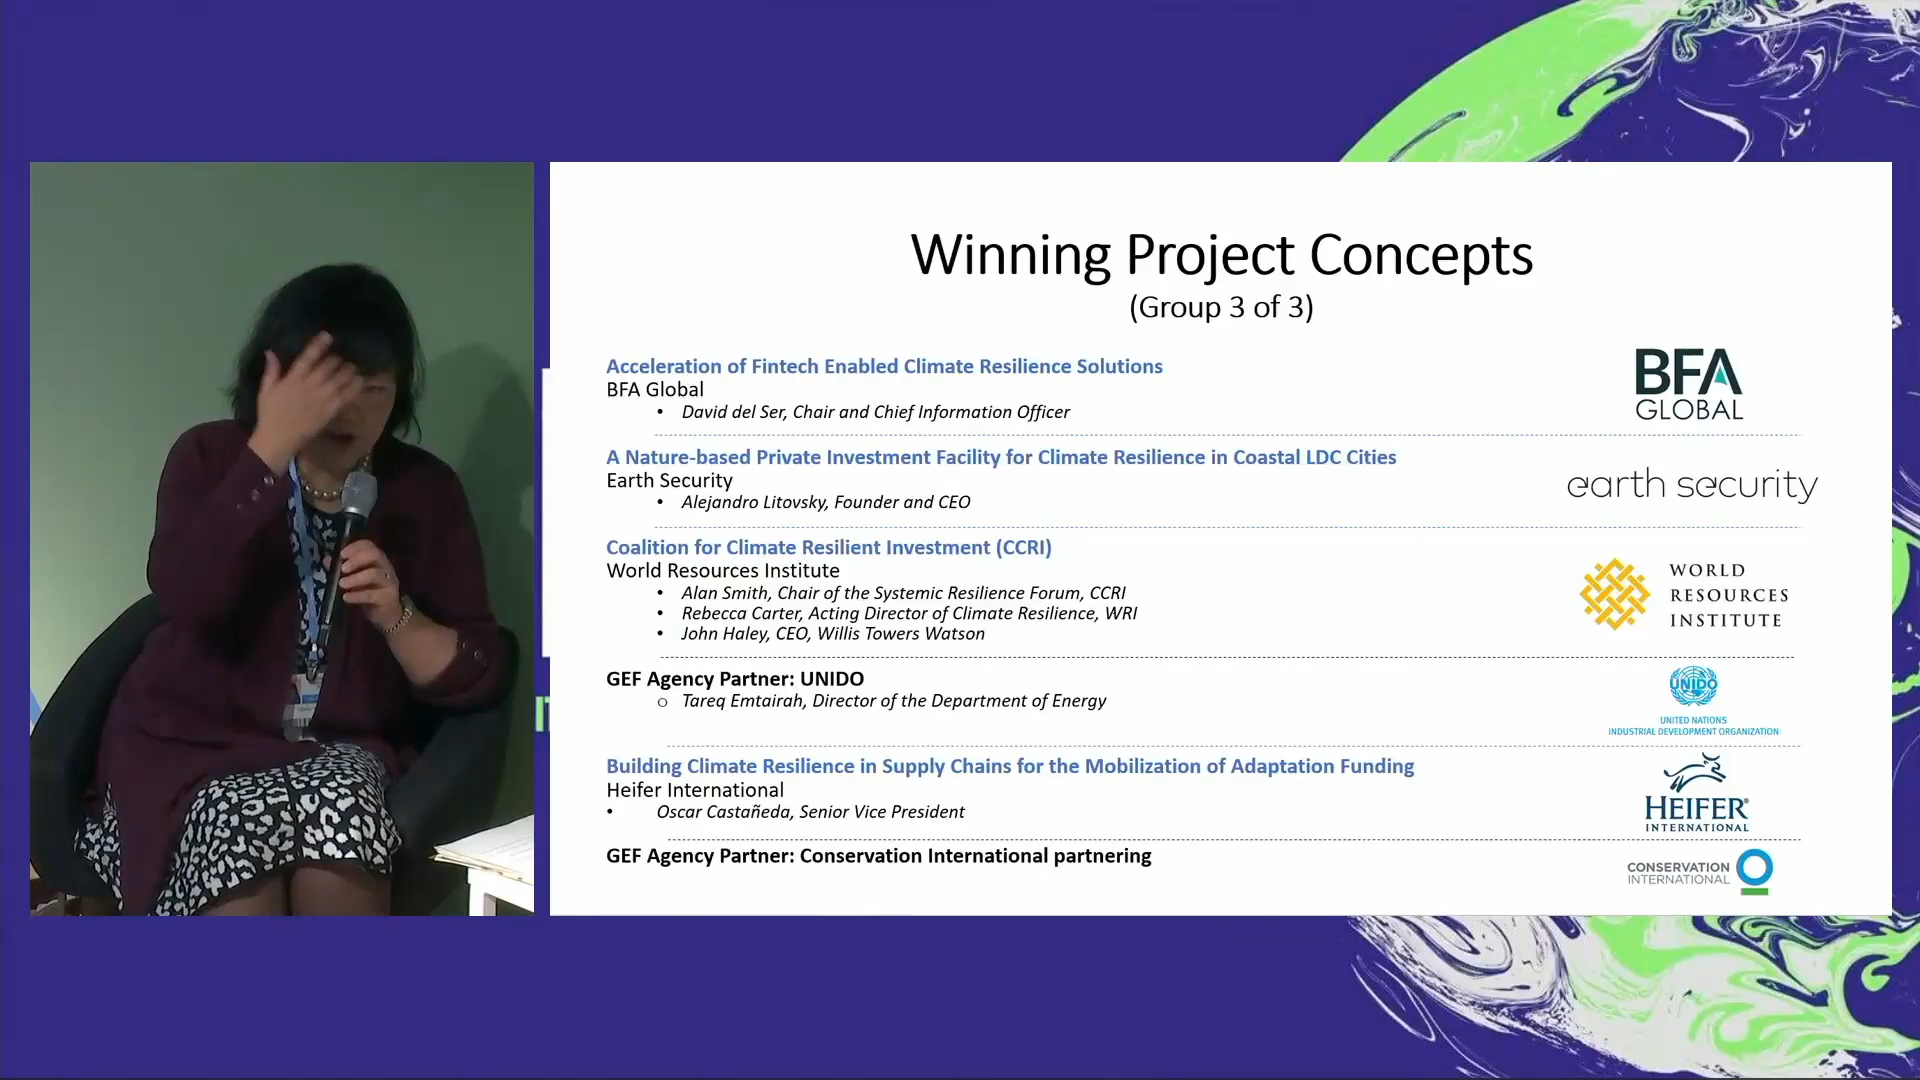 Winning Project Concepts
(Group 3 of 3)
Acceleration of Fintech Enabled Climate Resilience Solutions
BFA Global
• David del Ser, Chair and Chief Information Officer
BFA
GLOBAL
A Nature-based Private Investment Facility for Climate Resilience in Coastal LDC Cities
Earth Security
• Alejandro Litovsky, Founder and CEO
earth security
Coalition for Climate Resilient Investment (CCRI)
World Resources Institute
• Alan Smith, Chair of the Systemic Resilience Forum, CCRI
• Rebecca Carter, Acting Director of Climate Resilience, WRI
• John Haley, CEO, Willis Towers Watson
WORLD
RESOURCES
INSTITUTE
GEF Agency Partner: UNIDO
o Tareq Emtairah, Director of the Department of Energy
UNIDO
UNITED NATIONS
INDUSTRIAL DEVELOPMENT ORGANIZATION
Building Climate Resilience in Supply Chains for the Mobilization of Adaptation Funding
Heifer International
• Oscar Castañeda, Senior Vice President
HEIFER®
INTERNATIONAL
GEF Agency Partner: Conservation International partnering
CONSERVATION
INTERNATIONAL